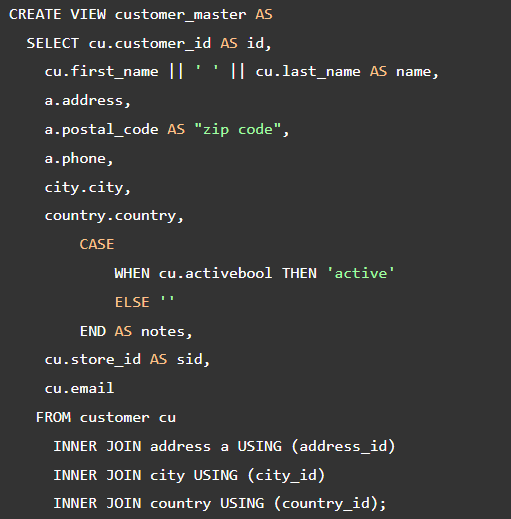 CREATE VIEW customer_master AS
  SELECT cu.customer_id AS id,
    cu.first_name || ' ' || cu.last_name AS name,
    a.address,
    a.postal_code AS "zip code",
    a.phone,
    city.city,
    country.country,
        CASE
            WHEN cu.activebool THEN 'active'
            ELSE ''
        END AS notes,
    cu.store_id AS sid,
    cu.email
   FROM customer cu
     INNER JOIN address a USING (address_id)
     INNER JOIN city USING (city_id)
     INNER JOIN country USING (country_id);